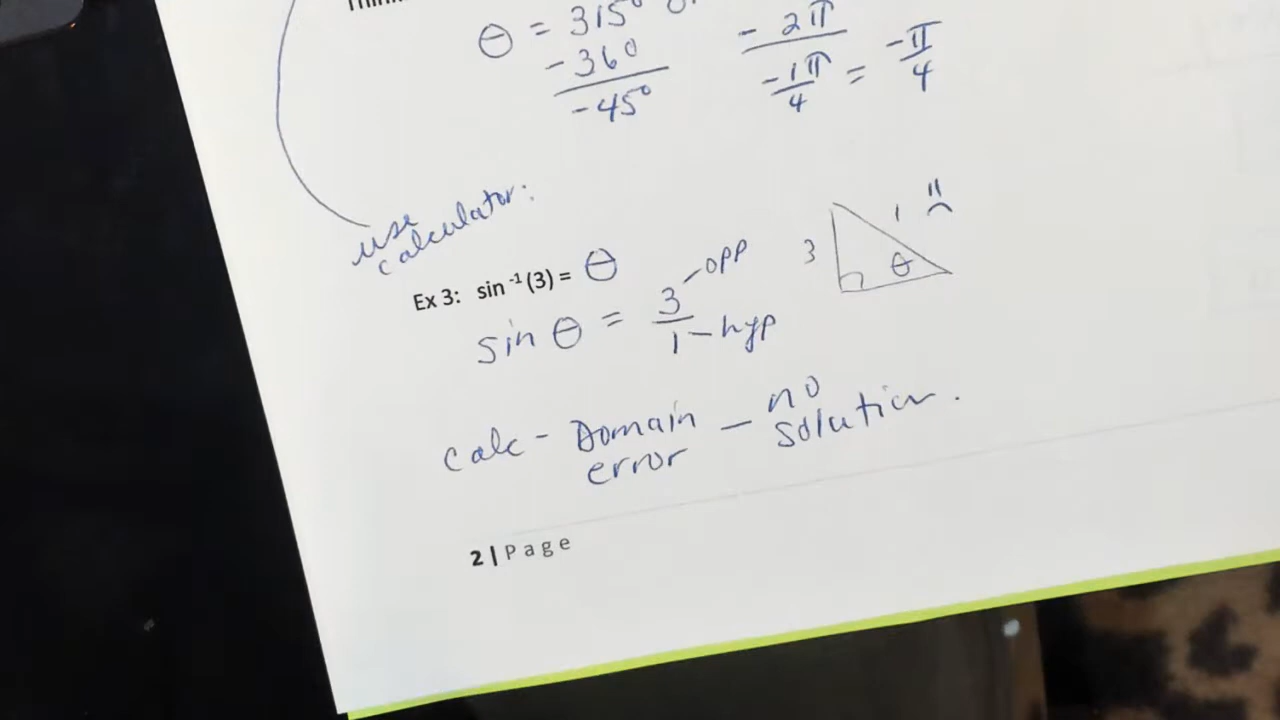 θ = 315°
-360
-45°
- 2π
-1π/4 = -π/4
use calculator:
Ex 3: sin⁻¹(3) = θ
sin θ = 3/1
opp
hyp
3
1
θ
calc - Domain error - no solution.
2 | Page